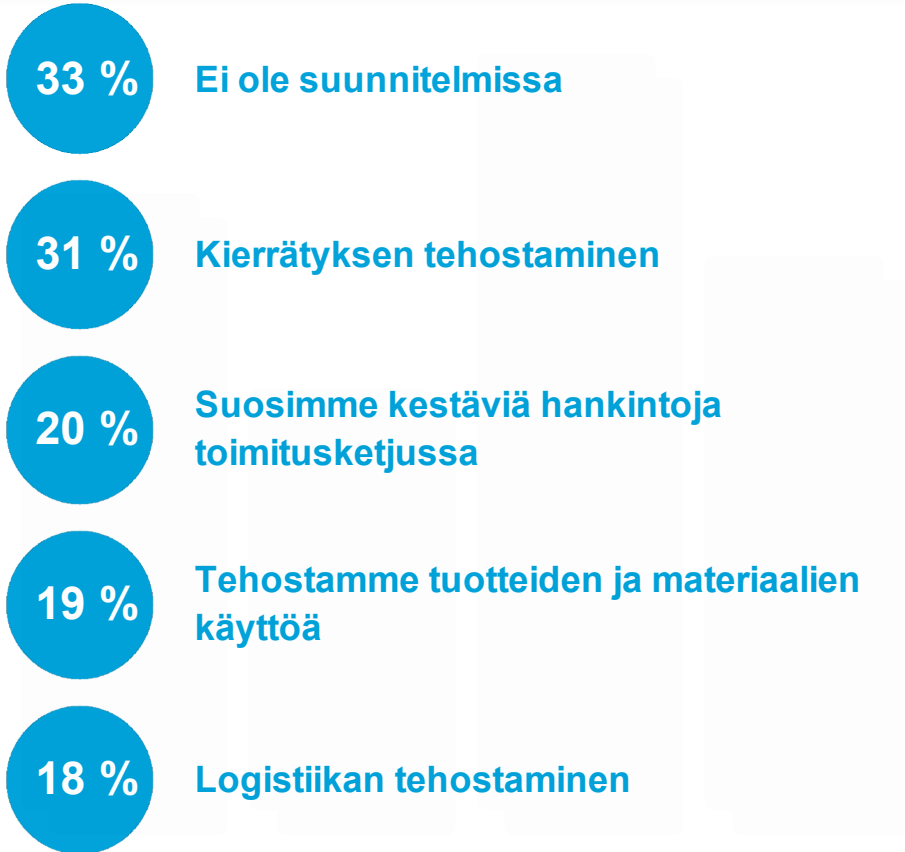 33 % Ei ole suunnitelmissa
31 % Kierrätyksen tehostaminen
20 % Suosimme kestäviä hankintoja
toimitusketjussa
19 % Tehostamme tuotteiden ja materiaalien
käyttöä
18 % Logistiikan tehostaminen